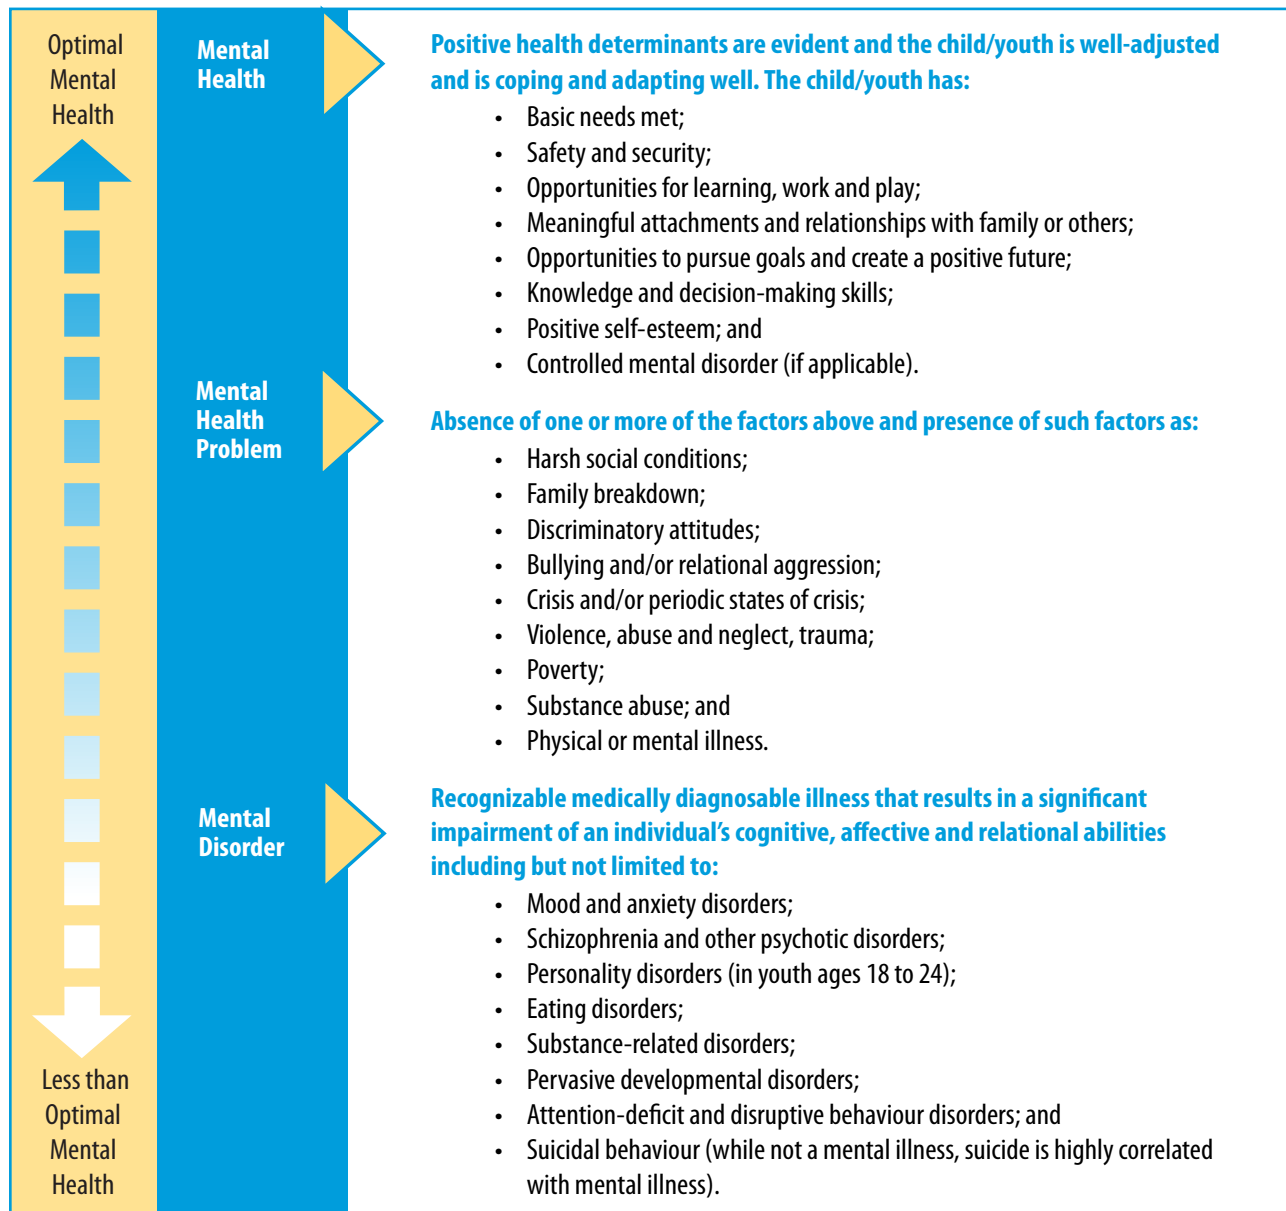 Optimal
Mental
Health
Mental
Health
Positive health determinants are evident and the child/youth is well-adjusted
and is coping and adapting well. The child/youth has:
• Basic needs met;
• Safety and security;
• Opportunities for learning, work and play;
• Meaningful attachments and relationships with family or others;
• Opportunities to pursue goals and create a positive future;
• Knowledge and decision-making skills;
• Positive self-esteem; and
• Controlled mental disorder (if applicable).
Mental
Health
Problem
Absence of one or more of the factors above and presence of such factors as:
• Harsh social conditions;
• Family breakdown;
• Discriminatory attitudes;
• Bullying and/or relational aggression;
• Crisis and/or periodic states of crisis;
• Violence, abuse and neglect, trauma;
• Poverty;
• Substance abuse; and
• Physical or mental illness.
Mental
Disorder
Recognizable medically diagnosable illness that results in a significant
impairment of an individual's cognitive, affective and relational abilities
including but not limited to:
• Mood and anxiety disorders;
• Schizophrenia and other psychotic disorders;
• Personality disorders (in youth ages 18 to 24);
• Eating disorders;
• Substance-related disorders;
• Pervasive developmental disorders;
• Attention-deficit and disruptive behaviour disorders; and
• Suicidal behaviour (while not a mental illness, suicide is highly correlated
with mental illness).
Less than
Optimal
Mental
Health